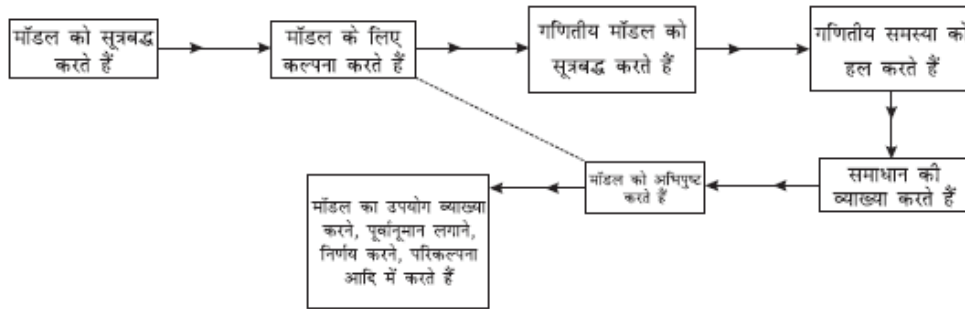 मॉडल को सूत्रबद्ध
करते हैं
मॉडल के लिए
कल्पना करते हैं
गणितीय मॉडल को
सूत्रबद्ध करते हैं
गणितीय समस्या को
हल करते हैं
समाधान की
व्याख्या करते हैं
मॉडल को अभिपुष्ट
करते हैं
मॉडल का उपयोग व्याख्या
करने, पूर्वानूमान लगाने,
निर्णय करने, परिकल्पना
आदि में करते हैं